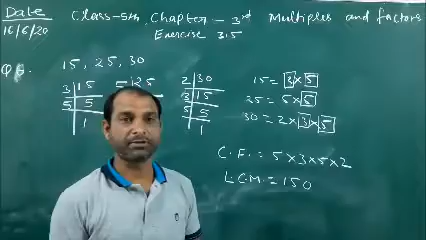 Date
16/6/20
Class-5th, Chapter - 3rd Multiples and factors
Exercise 3.5
15, 25, 30
3 15
5 5
1
2 30
3 15
5 5
1
15 = 3×5
25 = 5×5
30 = 2×3×5
C.F. = 5×3×5×2
L.C.M. = 150